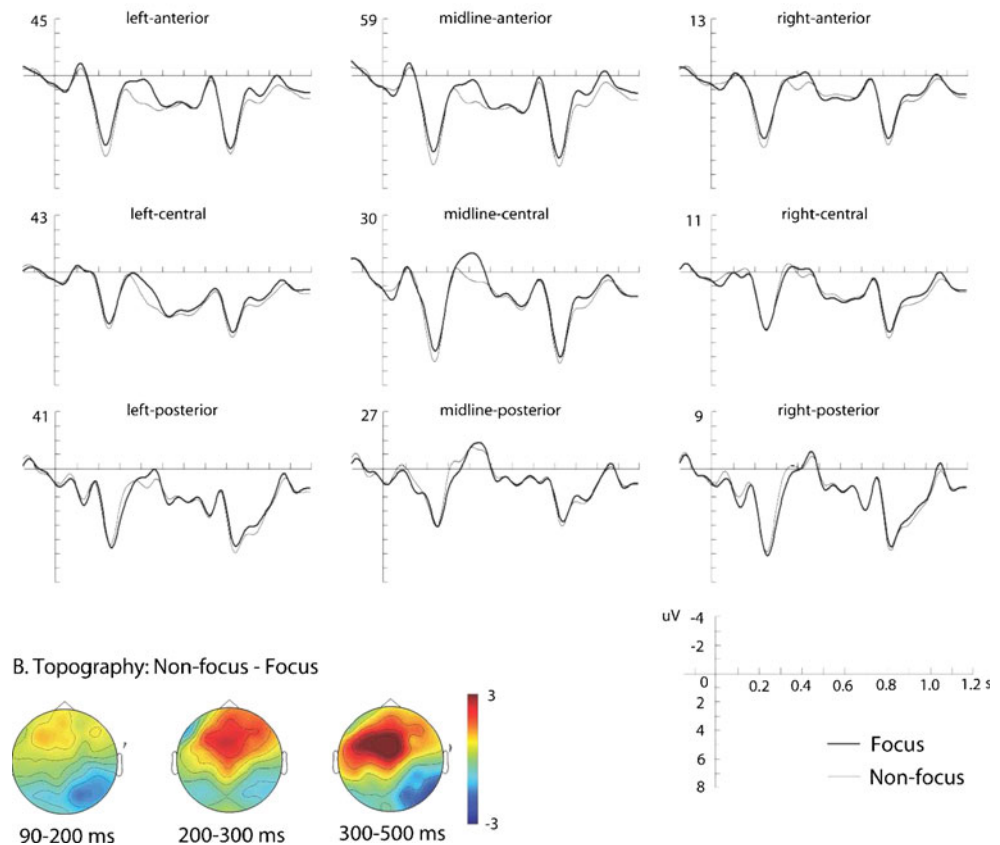 45 left-anterior
59 midline-anterior
13 right-anterior
43 left-central
30 midline-central
11 right-central
41 left-posterior
27 midline-posterior
9 right-posterior
uV -4
-2
0 0.2 0.4 0.6 0.8 1.0 1.2 s
2
4
6
8
Focus
Non-focus
B. Topography: Non-focus - Focus
3
-3
90-200 ms 200-300 ms 300-500 ms